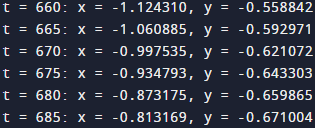 t = 660: x = -1.124310, y = -0.558842
t = 665: x = -1.060885, y = -0.592971
t = 670: x = -0.997535, y = -0.621072
t = 675: x = -0.934793, y = -0.643303
t = 680: x = -0.873175, y = -0.659865
t = 685: x = -0.813169, y = -0.671004